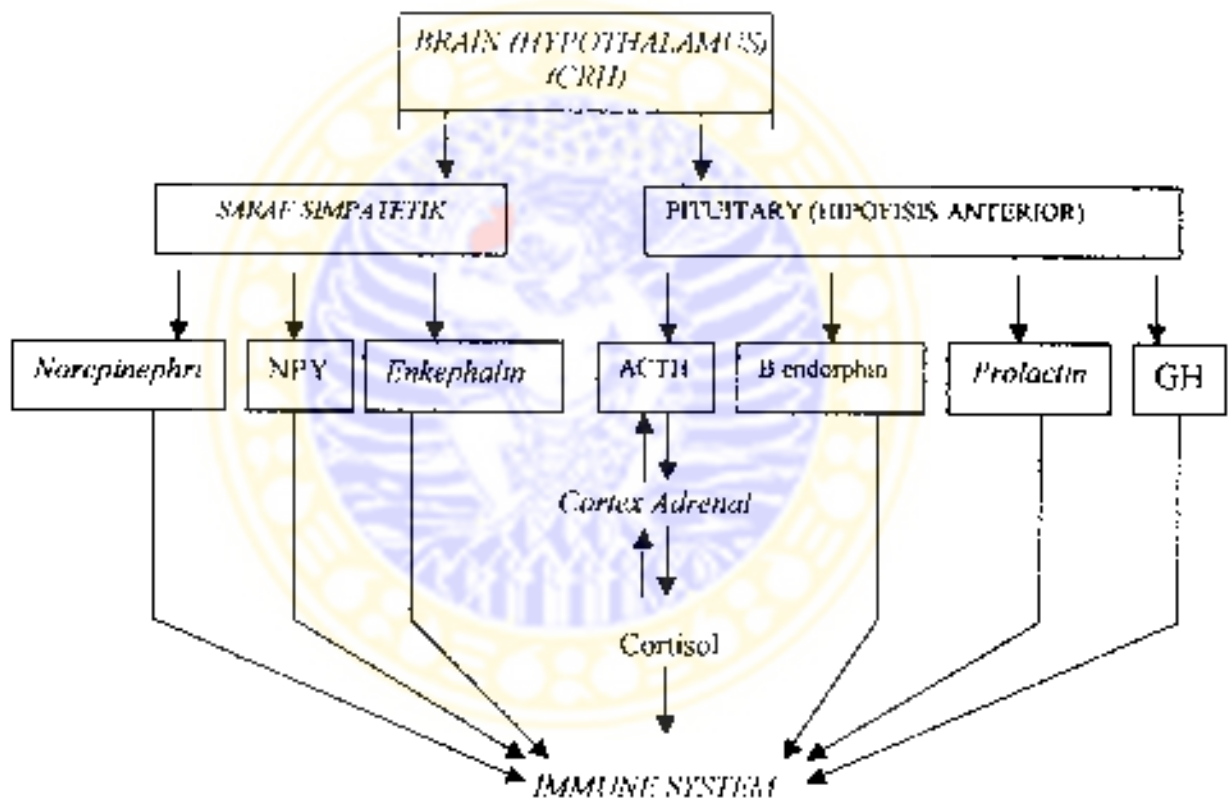 BRAIN (HYPOTHALAMUS)
(CRH)
SARAF SIMPATETIK
PITUITARY (HIPOFISIS ANTERIOR)
Norepinephri
NPY
Enkephalin
ACTH
B endorphin
Prolactin
GH
Cortex Adrenal
Cortisol
IMMUNE SYSTEM